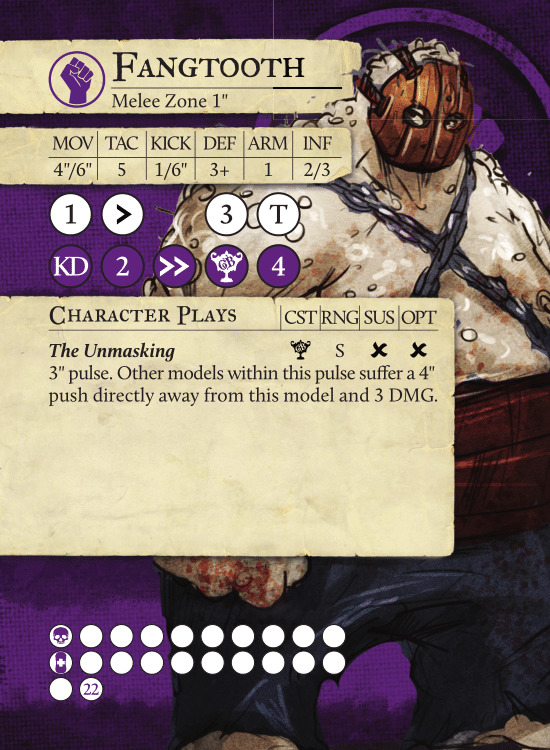 FANGTOOTH
Melee Zone 1"
MOV TAC KICK DEF ARM INF
4"/6" 5 1/6" 3+ 1 2/3
1 > 3 T
KD 2 >> GB 4
CHARACTER PLAYS CST RNG SUS OPT
The Unmasking GB S ✘ ✘
3" pulse. Other models within this pulse suffer a 4"
push directly away from this model and 3 DMG.
22